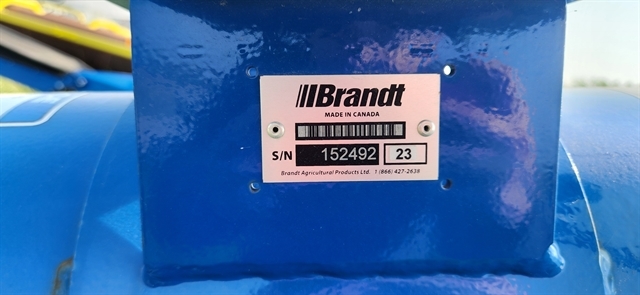 Brandt
MADE IN CANADA
S/N 152492 23
Brandt Agricultural Products Ltd. 1 (866) 427-2638